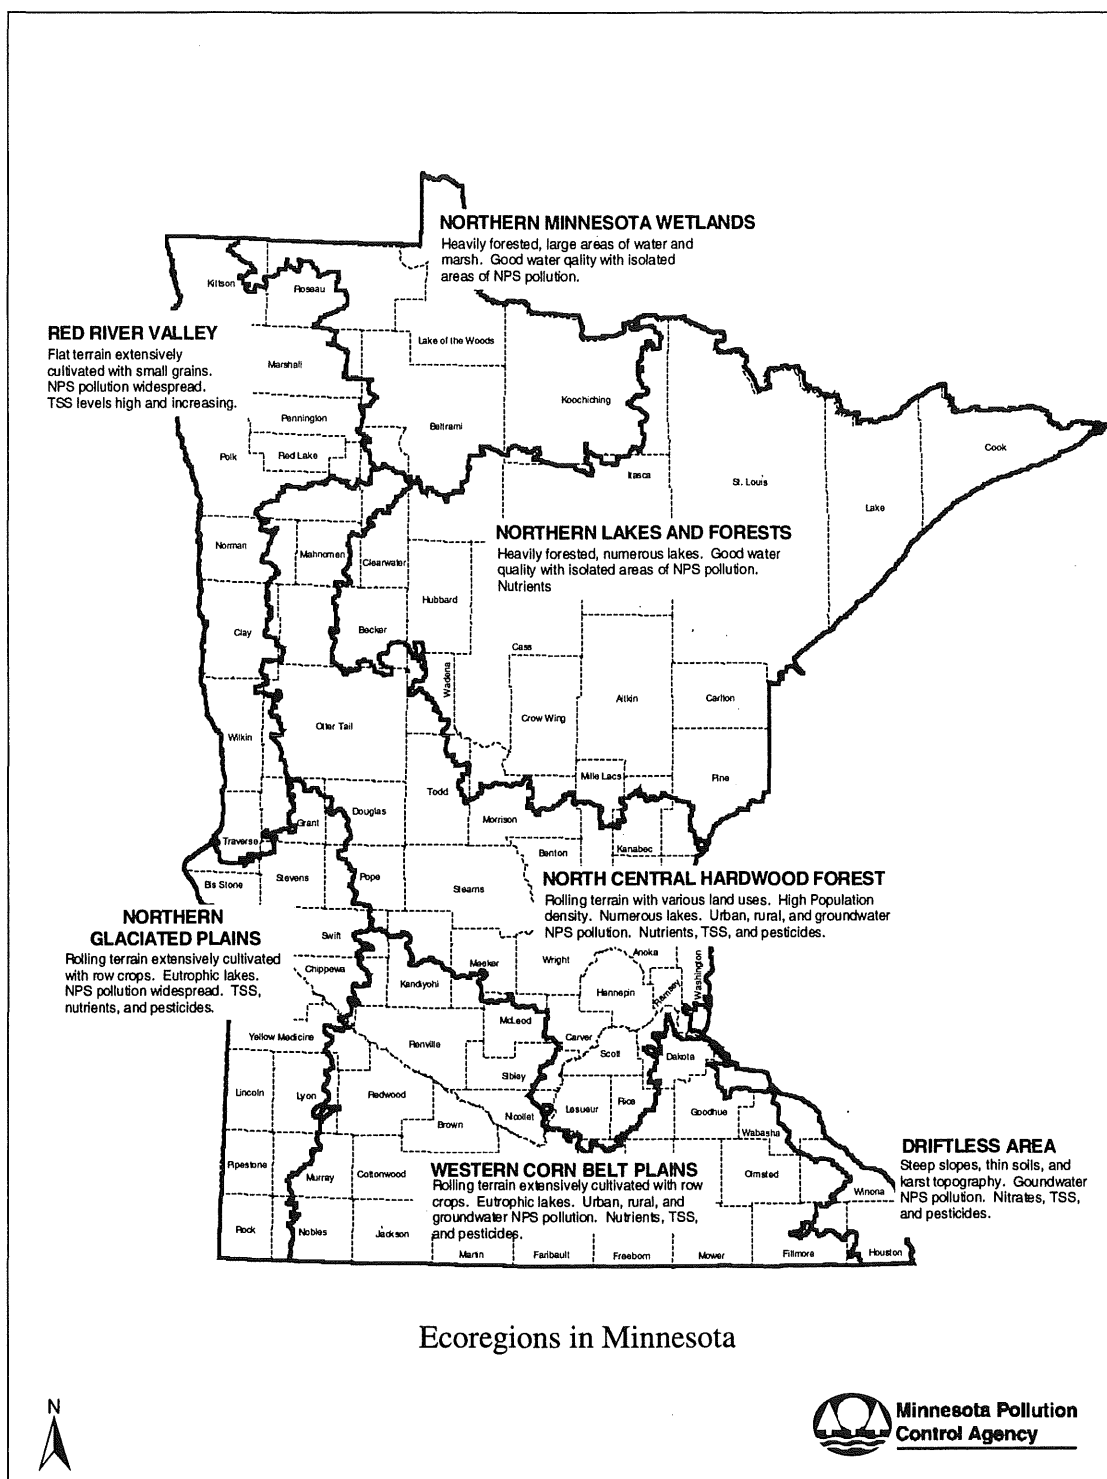 NORTHERN MINNESOTA WETLANDS
Heavily forested, large areas of water and
marsh. Good water qality with isolated
areas of NPS pollution.
Kittson
Roseau
RED RIVER VALLEY
Flat terrain extensively
cultivated with small grains.
NPS pollution widespread.
TSS levels high and increasing.
Lake of the Woods
Marshall
Koochiching
Pennington
Beltrami
Polk
Red Lake
Cook
Itasca
St. Louis
Lake
NORTHERN LAKES AND FORESTS
Heavily forested, numerous lakes. Good water
quality with isolated areas of NPS pollution.
Nutrients
Norman
Mahnomen
Clearwater
Hubbard
Clay
Becker
Cass
Wadena
Aitkin
Carlton
Crow Wing
Otter Tail
Wilkin
Mille Lacs
Pine
Todd
Douglas
Grant
Morrison
Traverse
Benton
Kanabec
Stevens
Pope
Big Stone
Stearns
NORTH CENTRAL HARDWOOD FOREST
Rolling terrain with various land uses. High Population
density. Numerous lakes. Urban, rural, and groundwater
NPS pollution. Nutrients, TSS, and pesticides.
NORTHERN
GLACIATED PLAINS
Rolling terrain extensively cultivated
with row crops. Eutrophic lakes.
NPS pollution widespread. TSS,
nutrients, and pesticides.
Swift
Anoka
Washington
Wright
Meeker
Chippewa
Kandiyohi
Hennepin
Ramsey
McLeod
Carver
Yellow Medicine
Renville
Scott
Dakota
Sibley
Lincoln
Lyon
Redwood
Nicollet
Lesueur
Rice
Goodhue
Brown
Wabasha
DRIFTLESS AREA
Steep slopes, thin soils, and
karst topography. Goundwater
NPS pollution. Nitrates, TSS,
and pesticides.
WESTERN CORN BELT PLAINS
Rolling terrain extensively cultivated with row
crops. Eutrophic lakes. Urban, rural, and
groundwater NPS pollution. Nutrients, TSS,
and pesticides.
Pipestone
Murray
Cottonwood
Olmsted
Winona
Rock
Nobles
Jackson
Martin
Faribault
Freeborn
Mower
Fillmore
Houston
Ecoregions in Minnesota
N
Minnesota Pollution
Control Agency